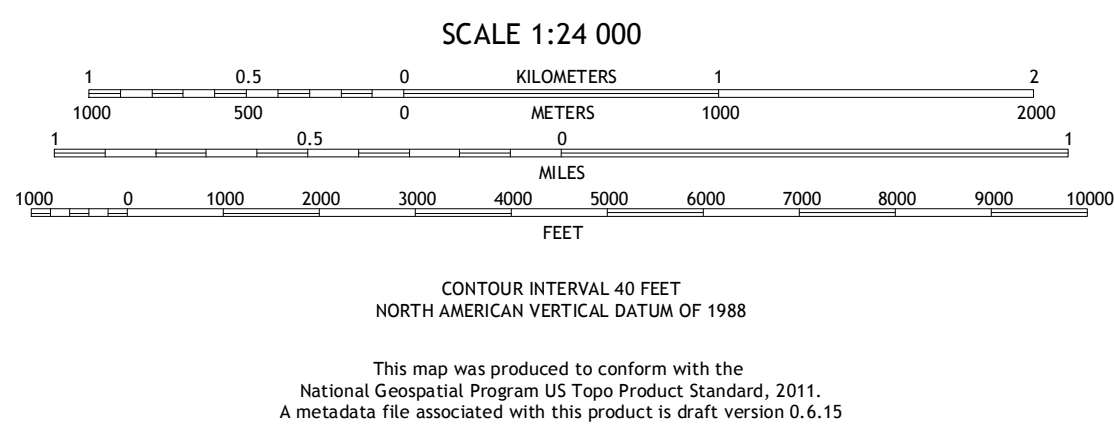 SCALE 1:24 000
1 0.5 0 KILOMETERS 1 2
1000 500 0 METERS 1000 2000
1 0.5 0 1
MILES
1000 0 1000 2000 3000 4000 5000 6000 7000 8000 9000 10000
FEET
CONTOUR INTERVAL 40 FEET
NORTH AMERICAN VERTICAL DATUM OF 1988
This map was produced to conform with the
National Geospatial Program US Topo Product Standard, 2011.
A metadata file associated with this product is draft version 0.6.15